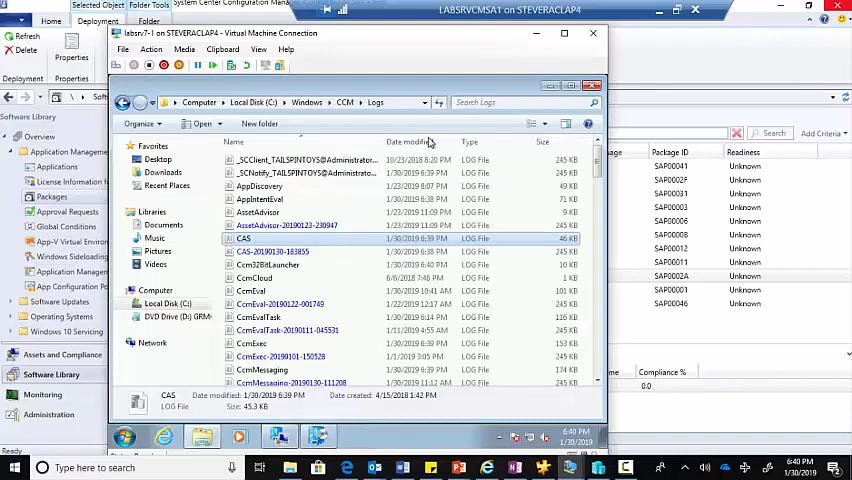 Selected Object
Folder Tools
System Center Configuration Man
LABSRVCMSA1 on STEVERACLAP4
Home
Deployment
Folder
Refresh
Delete
Properties
Deployment
Properties
Soft
Software Library
Overview
Application Management
Applications
License Information f
Packages
Approval Requests
Global Conditions
App-V Virtual Enviro
Windows Sideloading
Application Manageme
App Configuration Po
Software Updates
Operating Systems
Windows 10 Servicing
Assets and Compliance
Software Library
Monitoring
Administration
Ready
labsrv7-1 on STEVERACLAP4 - Virtual Machine Connection
File Action Media Clipboard View Help
Computer Local Disk (C:) Windows CCM Logs
Search Logs
Organize Open New folder
Favorites
Desktop
Downloads
Recent Places
Libraries
Documents
Music
Pictures
Videos
Computer
Local Disk (C:)
DVD Drive (D:) GRM
Network
Name Date modified Type Size
_SCClient_TAILSPINTOYS@Administrator... 10/23/2018 8:20 PM LOG File 245 KB
_SCNotify_TAILSPINTOYS@Administrato... 1/30/2019 6:39 PM LOG File 245 KB
AppDiscovery 1/23/2019 8:07 PM LOG File 49 KB
AppIntentEval 1/30/2019 6:38 PM LOG File 71 KB
AssetAdvisor 1/23/2019 11:09 PM LOG File 9 KB
AssetAdvisor-20190123-230947 1/23/2019 11:09 PM LOG File 245 KB
CAS 1/30/2019 6:39 PM LOG File 46 KB
CAS-20190130-183855 1/30/2019 6:38 PM LOG File 245 KB
Ccm32BitLauncher 1/30/2019 6:40 PM LOG File 10 KB
CcmCloud 6/6/2018 7:46 PM LOG File 1 KB
CcmEval 1/30/2019 10:41 AM LOG File 101 KB
CcmEval-20190122-001749 1/22/2019 12:17 AM LOG File 245 KB
CcmEvalTask 1/30/2019 6:14 PM LOG File 116 KB
CcmEvalTask-20190111-045531 1/11/2019 4:55 AM LOG File 245 KB
CcmExec 1/30/2019 6:39 PM LOG File 153 KB
CcmExec-20190101-150528 1/1/2019 3:05 PM LOG File 245 KB
CcmMessaging 1/30/2019 6:39 PM LOG File 174 KB
CcmMessaging-20190130-111208 1/30/2019 11:12 AM LOG File 245 KB
CAS Date modified: 1/30/2019 6:39 PM Date created: 4/15/2018 1:42 PM
LOG File Size: 45.3 KB
6:40 PM
1/30/2019
Status: Running
Search Add Criteria
age Package ID Readiness
SAP00041 Unknown
SAP0002F Unknown
SAP00031 Unknown
SAP00003 Unknown
SAP00006 Unknown
SAP00038 Unknown
SAP00012 Unknown
SAP00011 Unknown
SAP0002A Unknown
SAP00001 Unknown
SAP00046 Unknown
Compliance %
0.0
Type here to search
6:40 PM
1/30/2019